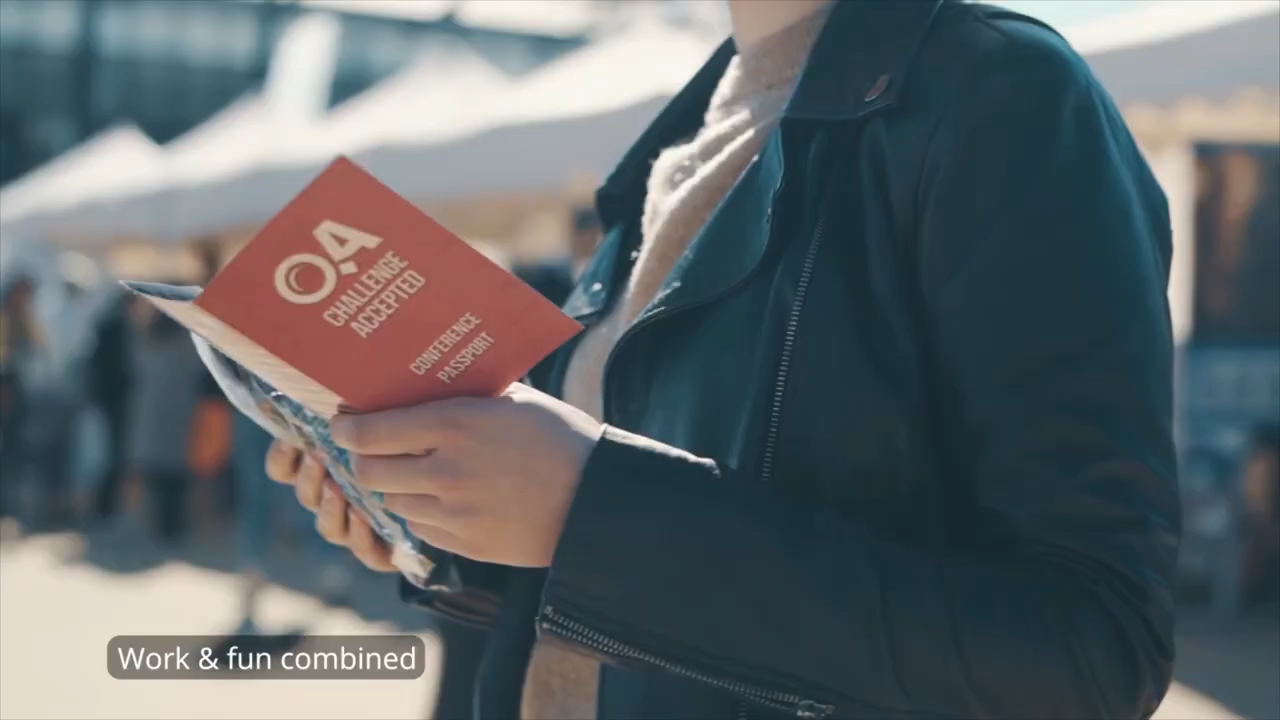 QA
CHALLENGE
ACCEPTED
CONFERENCE
PASSPORT
Work & fun combined